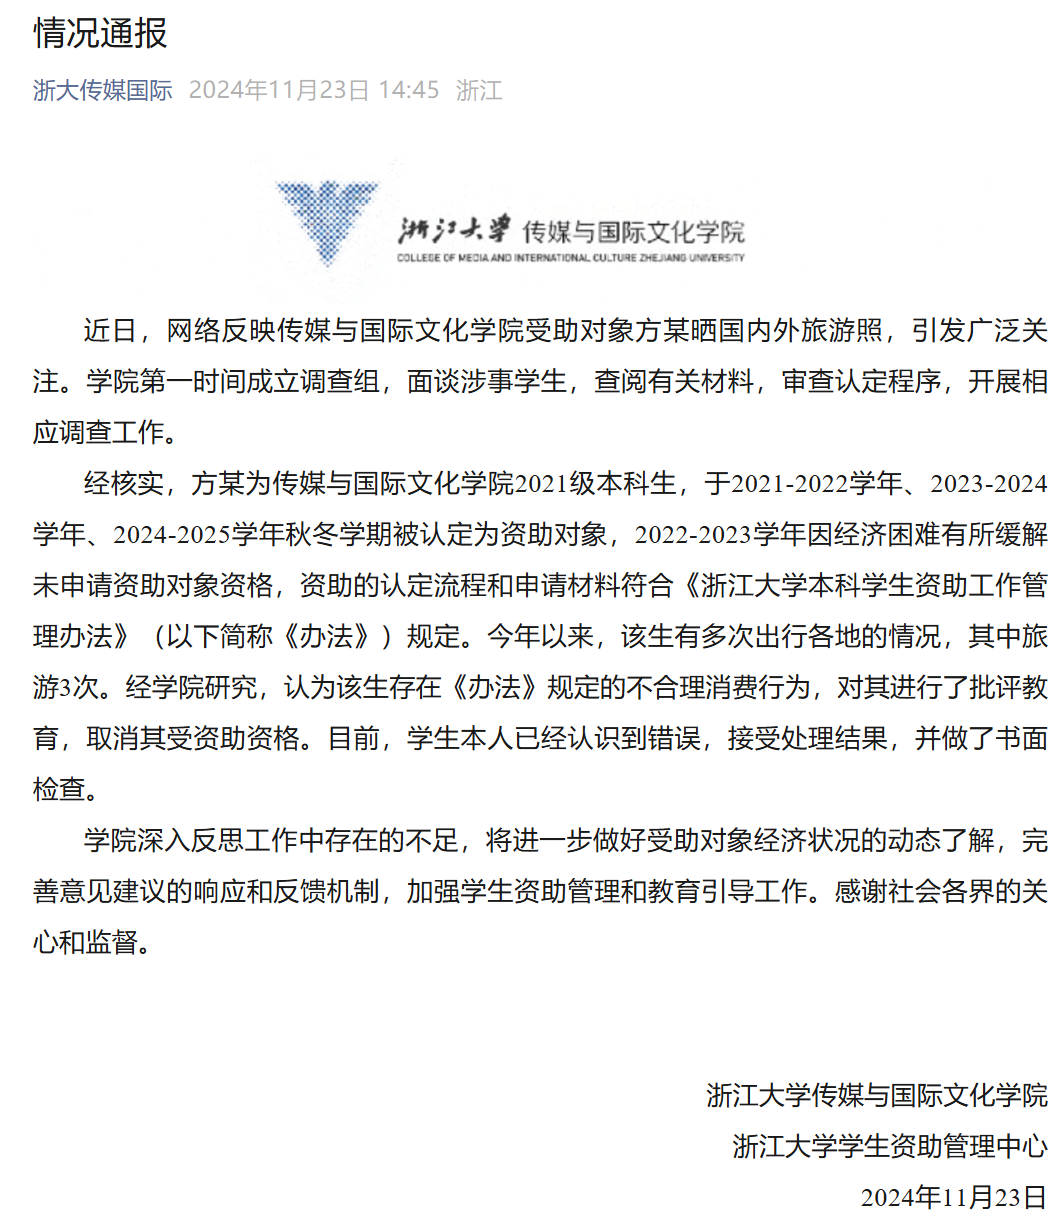 情况通报
浙大传媒国际 2024年11月23日 14:45 浙江
浙江大学 传媒与国际文化学院
COLLEGE OF MEDIA AND INTERNATIONAL CULTURE ZHEJIANG UNIVERSITY
近日，网络反映传媒与国际文化学院受助对象方某晒国内外旅游照，引发广泛关
注。学院第一时间成立调查组，面谈涉事学生，查阅有关材料，审查认定程序，开展相
应调查工作。
经核实，方某为传媒与国际文化学院2021级本科生，于2021-2022学年、2023-2024
学年、2024-2025学年秋冬学期被认定为资助对象，2022-2023学年因经济困难有所缓解
未申请资助对象资格，资助的认定流程和申请材料符合《浙江大学本科学生资助工作管
理办法》（以下简称《办法》）规定。今年以来，该生有多次出行各地的情况，其中旅
游3次。经学院研究，认为该生存在《办法》规定的不合理消费行为，对其进行了批评教
育，取消其受资助资格。目前，学生本人已经认识到错误，接受处理结果，并做了书面
检查。
学院深入反思工作中存在的不足，将进一步做好受助对象经济状况的动态了解，完
善意见建议的响应和反馈机制，加强学生资助管理和教育引导工作。感谢社会各界的关
心和监督。
浙江大学传媒与国际文化学院
浙江大学学生资助管理中心
2024年11月23日